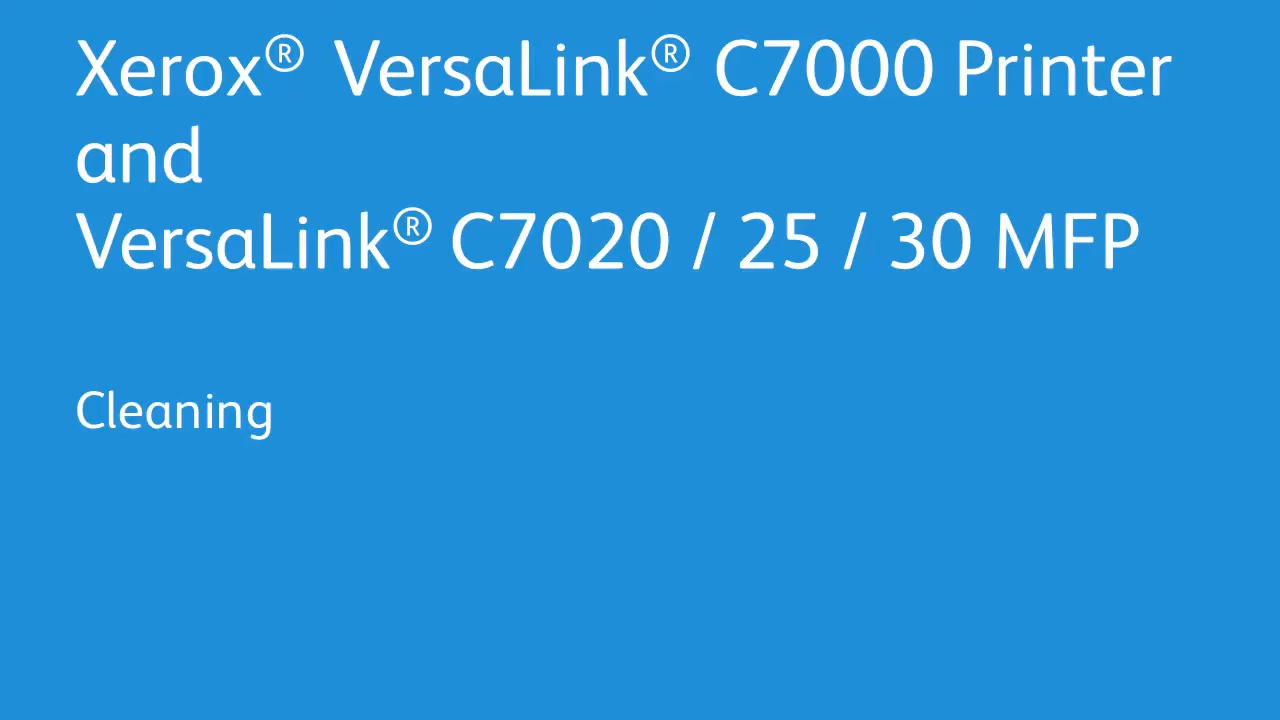 Xerox® VersaLink® C7000 Printer
and
VersaLink® C7020 / 25 / 30 MFP
Cleaning